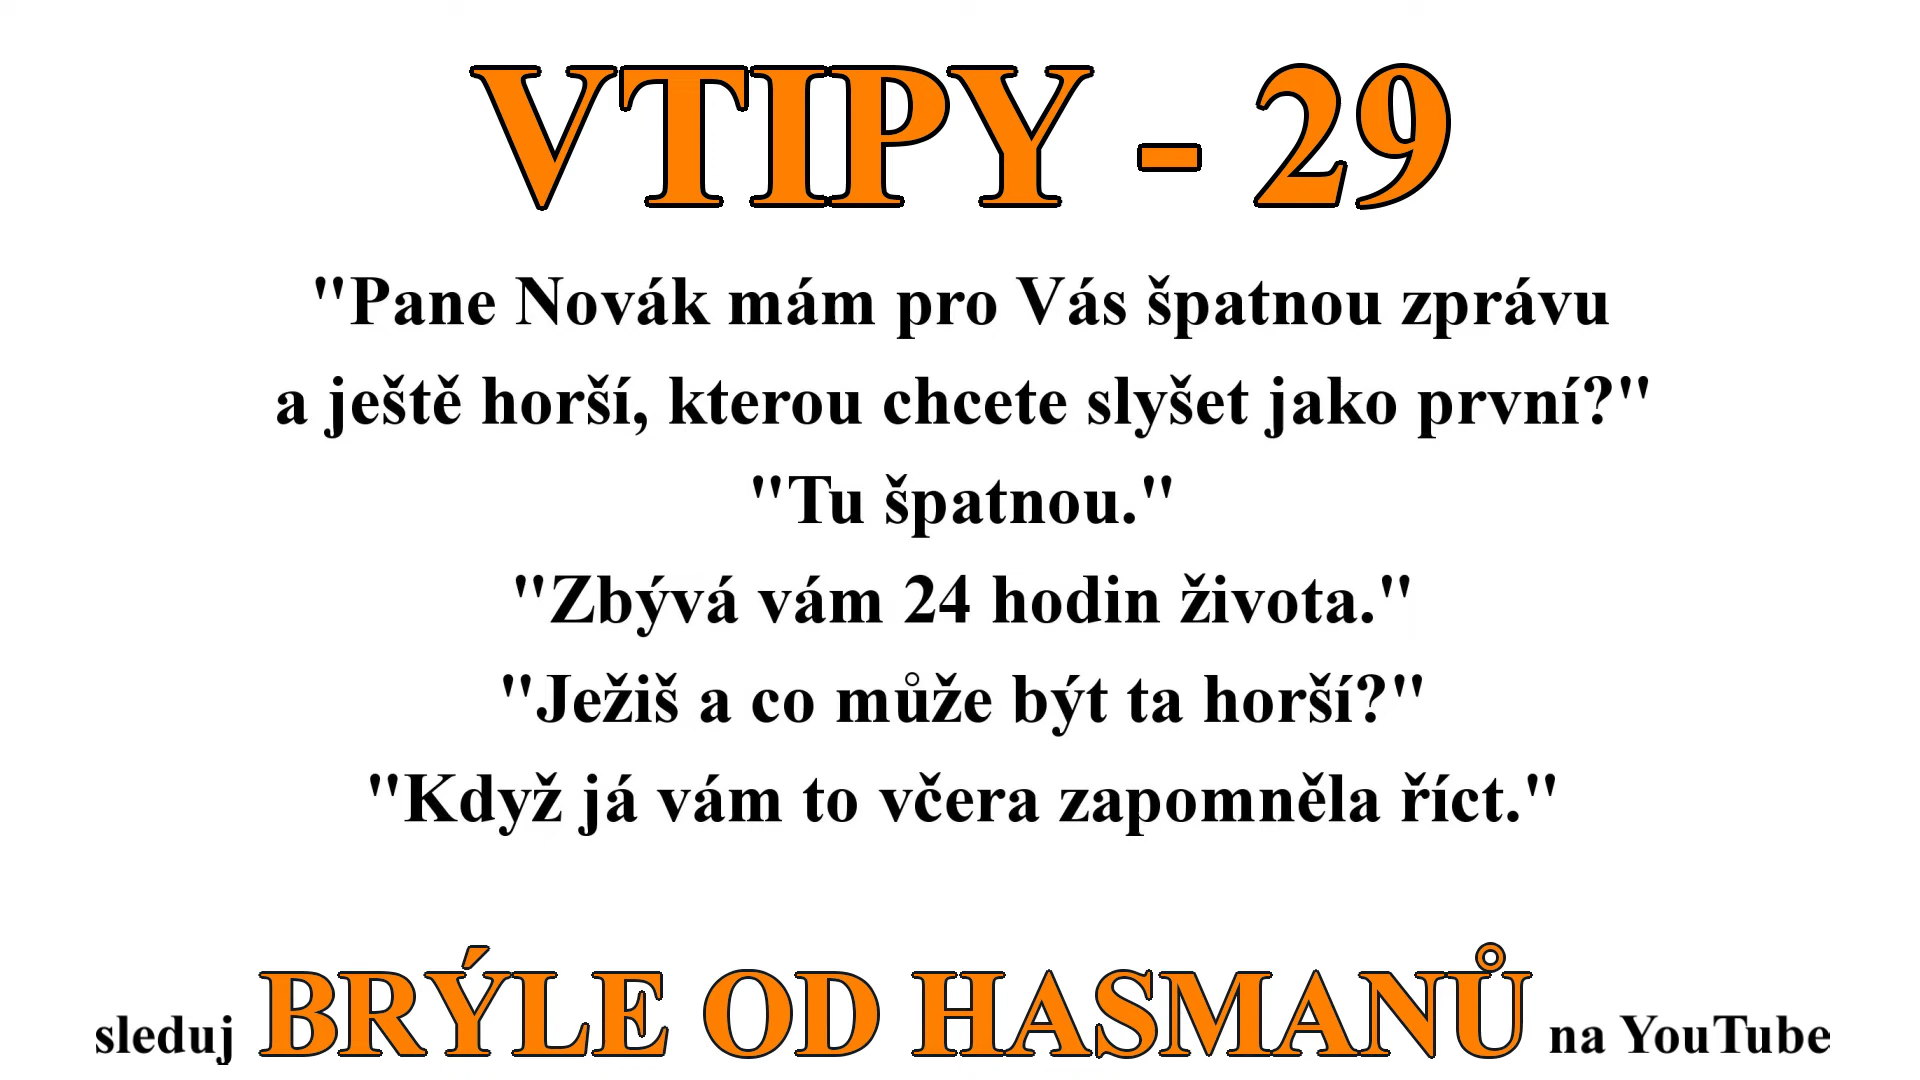 VTIPY - 29
"Pane Novák mám pro Vás špatnou zprávu
a ještě horší, kterou chcete slyšet jako první?"
"Tu špatnou."
"Zbývá vám 24 hodin života."
"Ježiš a co může být ta horší?"
"Když já vám to včera zapomněla říct."
sleduj BRÝLE OD HASMANŮ na YouTube